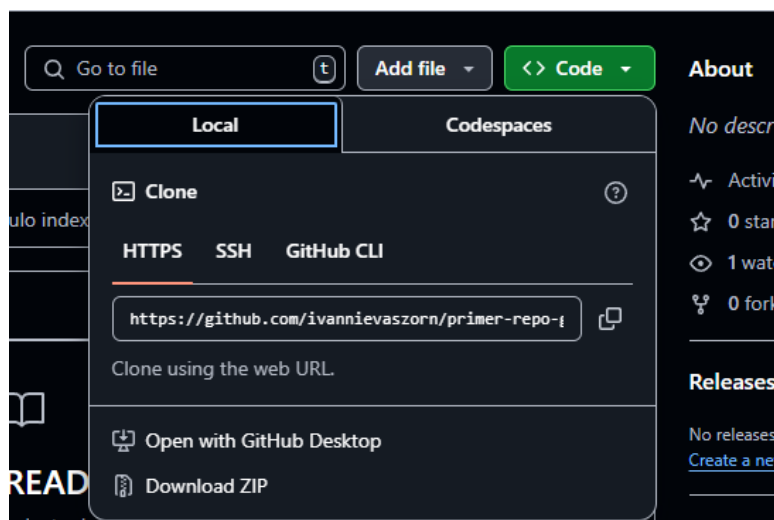 Go to file t Add file <> Code About
Local Codespaces
No descr
Clone
Activi
ulo index
0 star
HTTPS SSH GitHub CLI
1 wat
https://github.com/ivannievaszorn/primer-repo-g
0 fork
Clone using the web URL.
Releases
Open with GitHub Desktop
No releases
Create a ne
READ
Download ZIP